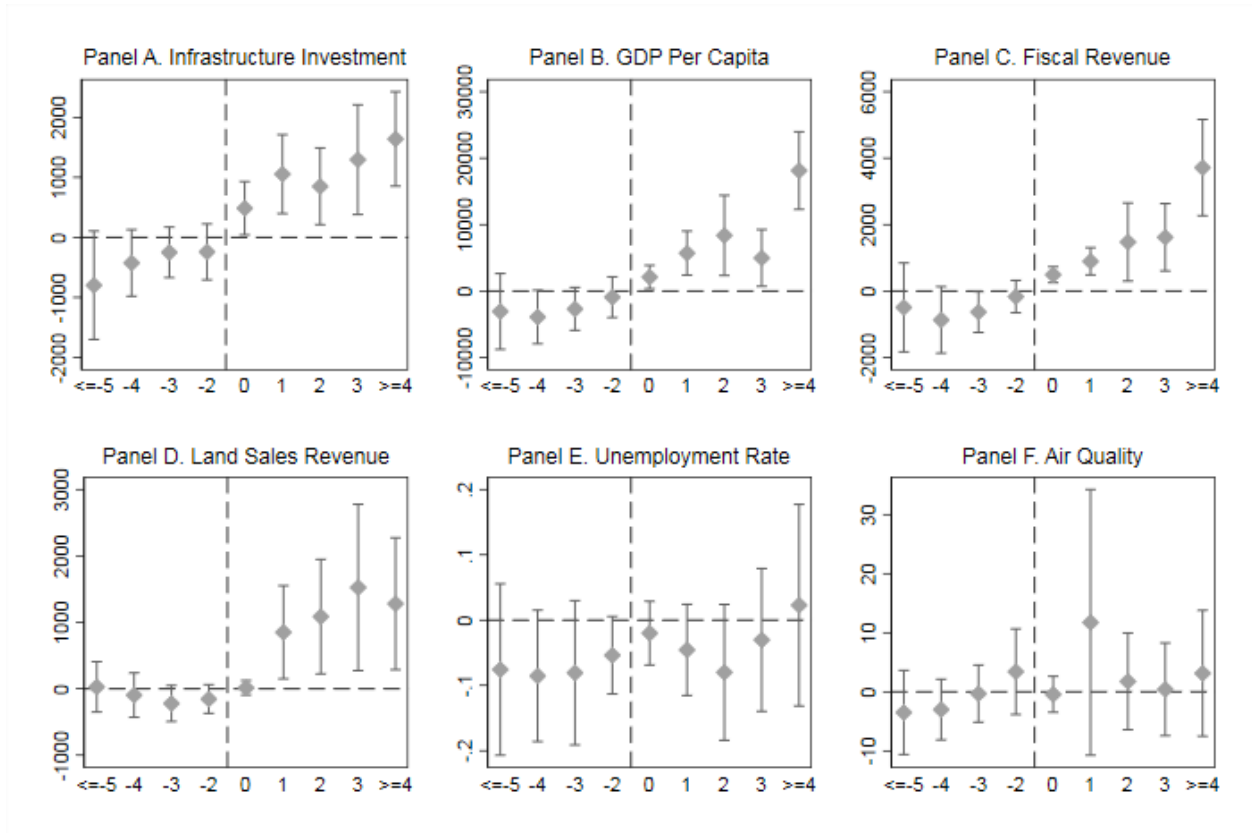 Panel A. Infrastructure Investment
2000
1000
0
-1000
-2000
<=-5 -4 -3 -2 0 1 2 3 >=4
Panel B. GDP Per Capita
30000
20000
10000
0
-10000
<=-5 -4 -3 -2 0 1 2 3 >=4
Panel C. Fiscal Revenue
6000
4000
2000
0
-2000
<=-5 -4 -3 -2 0 1 2 3 >=4
Panel D. Land Sales Revenue
3000
2000
1000
0
-1000
<=-5 -4 -3 -2 0 1 2 3 >=4
Panel E. Unemployment Rate
.2
.1
0
-.1
-.2
<=-5 -4 -3 -2 0 1 2 3 >=4
Panel F. Air Quality
30
20
10
0
-10
<=-5 -4 -3 -2 0 1 2 3 >=4